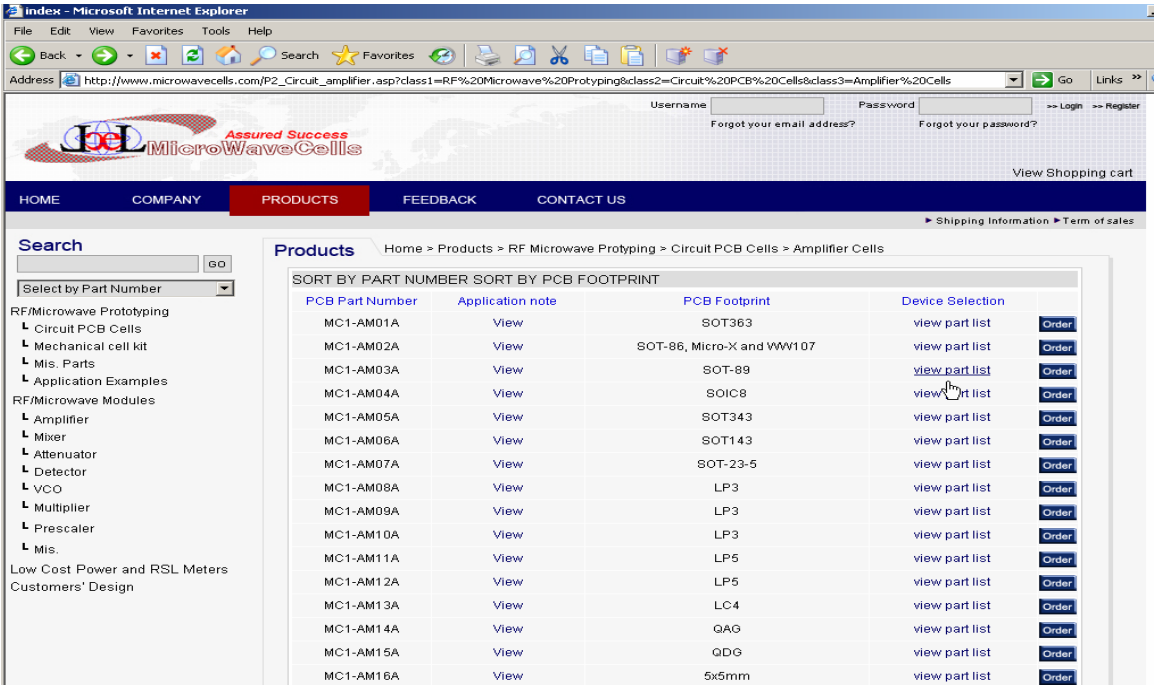 index - Microsoft Internet Explorer
File Edit View Favorites Tools Help
Back Search Favorites
Address http://www.microwavecells.com/P2_Circuit_amplifier.asp?class1=RF%20Microwave%20Protyping&class2=Circuit%20PCB%20Cells&class3=Amplifier%20Cells Go Links »
Username Password >> Login >> Register
Forgot your email address? Forgot your password?
Assured Success
MicroWaveCells
View Shopping cart
HOME COMPANY PRODUCTS FEEDBACK CONTACT US
Shipping Information Term of sales
Search
GO
Select by Part Number
RF/Microwave Prototyping
Circuit PCB Cells
Mechanical cell kit
Mis. Parts
Application Examples
RF/Microwave Modules
Amplifier
Mixer
Attenuator
Detector
VCO
Multiplier
Prescaler
Mis.
Low Cost Power and RSL Meters
Customers' Design
Products Home > Products > RF Microwave Protyping > Circuit PCB Cells > Amplifier Cells
SORT BY PART NUMBER SORT BY PCB FOOTPRINT
PCB Part Number Application note PCB Footprint Device Selection
MC1-AM01A View SOT363 view part list Order
MC1-AM02A View SOT-86, Micro-X and WW107 view part list Order
MC1-AM03A View SOT-89 view part list Order
MC1-AM04A View SOIC8 view rt list Order
MC1-AM05A View SOT343 view part list Order
MC1-AM06A View SOT143 view part list Order
MC1-AM07A View SOT-23-5 view part list Order
MC1-AM08A View LP3 view part list Order
MC1-AM09A View LP3 view part list Order
MC1-AM10A View LP3 view part list Order
MC1-AM11A View LP5 view part list Order
MC1-AM12A View LP5 view part list Order
MC1-AM13A View LC4 view part list Order
MC1-AM14A View QAG view part list Order
MC1-AM15A View QDG view part list Order
MC1-AM16A View 5x5mm view part list Order